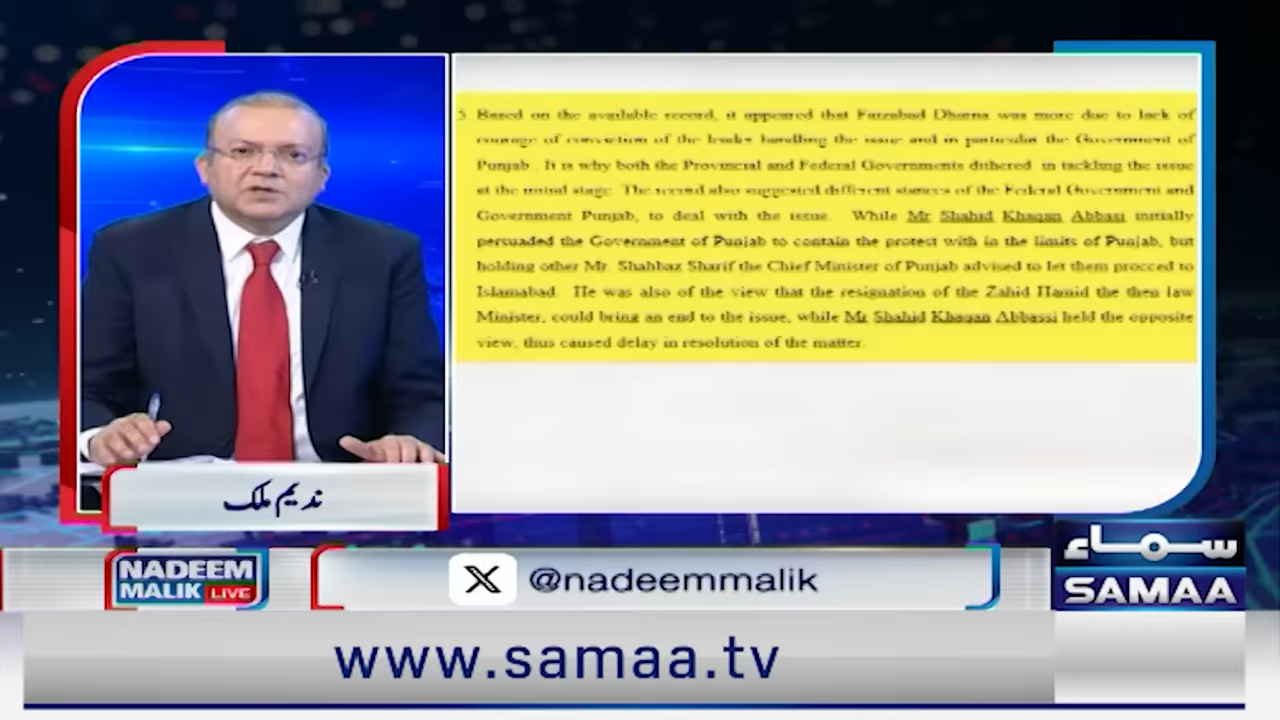 5. Based on the available record, it appeared that Faizabad Dharna was more due to lack of
courage of conviction of the leader handling the issue and in particular the Government of
Punjab . It is why both the Provincial and Federal Governments dithered in tackling the issue
at the initial stage. The record also suggested different stances of the Federal Government and
Government Punjab, to deal with the issue. While Mr Shahid Khaqan Abbasi initially
persuaded the Government of Punjab to contain the protest with in the limits of Punjab, but
holding other Mr. Shahbaz Sharif the Chief Minister of Punjab advised to let them procced to
Islamabad. He was also of the view that the resignation of the Zahid Hamid the then law
Minister, could bring an end to the issue, while Mr Shahid Khaqan Abbassi held the opposite
view, thus caused delay in resolution of the matter.
ندیم ملک
NADEEM
MALIK LIVE
X @nadeemmalik
سماء
SAMAA
www.samaa.tv